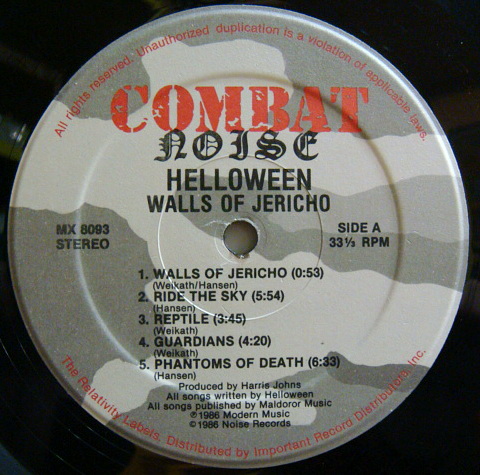 All rights reserved. Unauthorized duplication is a violation of applicable laws.
COMBAT
NOISE
HELLOWEEN
WALLS OF JERICHO
MX 8093
STEREO
SIDE A
33⅓ RPM
1. WALLS OF JERICHO (0:53)
(Weikath/Hansen)
2. RIDE THE SKY (5:54)
(Hansen)
3. REPTILE (3:45)
(Weikath)
4. GUARDIANS (4:20)
(Weikath)
5. PHANTOMS OF DEATH (6:33)
(Hansen)
Produced by Harris Johns
All songs written by Helloween
All songs published by Maldoror Music
℗1986 Modern Music
©1986 Noise Records
The Relativity Labels, Distributed by Important Record Distributors, Inc.